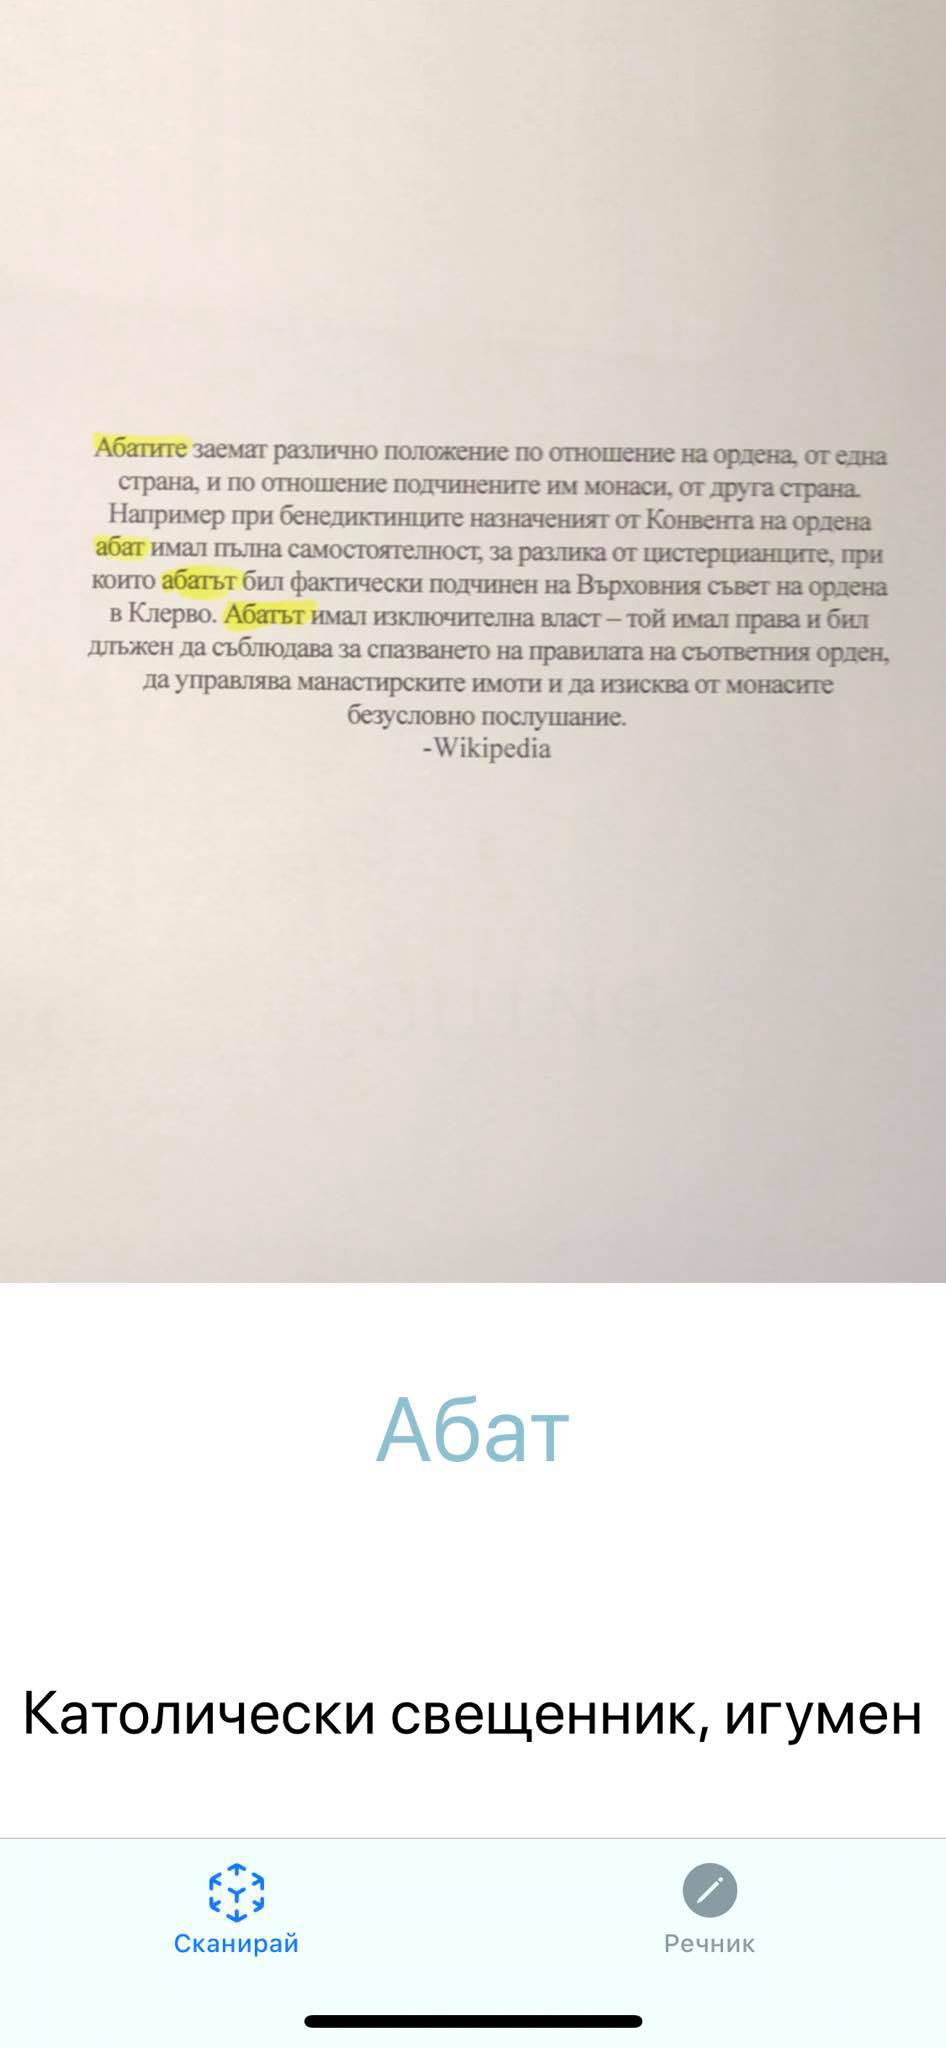 Абатите заемат различно положение по отношение на ордена, от една
страна, и по отношение подчинените им монаси, от друга страна.
Например при бенедиктинците назначеният от Конвента на ордена
абат имал пълна самостоятелност, за разлика от цистерцианците, при
които абатът бил фактически подчинен на Върховния съвет на ордена
в Клерво. Абатът имал изключителна власт – той имал права и бил
длъжен да съблюдава за спазването на правилата на съответния орден,
да управлява манастирските имоти и да изисква от монасите
безусловно послушание.
-Wikipedia
Абат
Католически свещенник, игумен
Сканирай
Речник